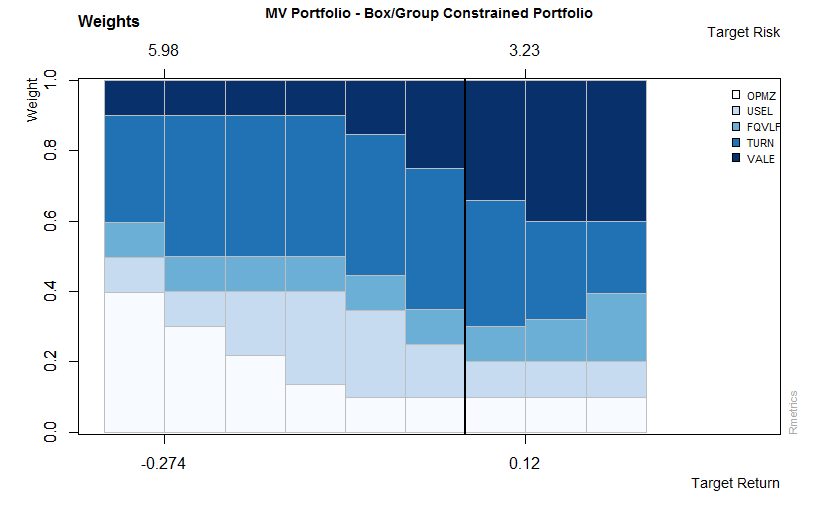 MV Portfolio - Box/Group Constrained Portfolio
Weights
Target Risk
5.98 3.23
Weight
1.0
0.8
0.6
0.4
0.2
0.0
OPMZ
USEL
FQVLF
TURN
VALE
Rmetrics
-0.274 0.12
Target Return